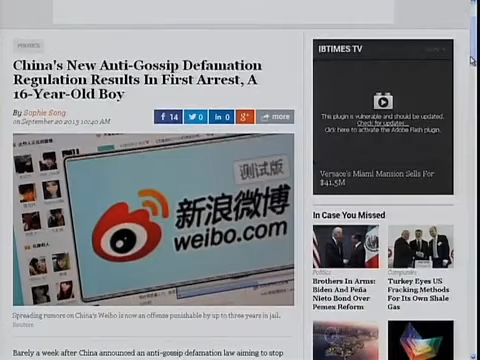 POLITICS
China's New Anti-Gossip Defamation
Regulation Results In First Arrest, A
16-Year-Old Boy
By Sophie Song
on September 20 2013 10:40 AM
f 14
0
in 0
more
测试版
新浪微博
weibo.com
Spreading rumors on China's Weibo is now an offense punishable by up to three years in jail.
Reuters
Barely a week after China announced an anti-gossip defamation law aiming to stop
IBTIMES TV
This plugin is vulnerable and should be updated.
Check for updates...
Click here to activate the Adobe Flash plugin.
Versace's Miami Mansion Sells For
$41.5M
In Case You Missed
Politics
Brothers In Arms:
Biden And Peña
Nieto Bond Over
Pemex Reform
Companies
Turkey Eyes US
Fracking Methods
For Its Own Shale
Gas